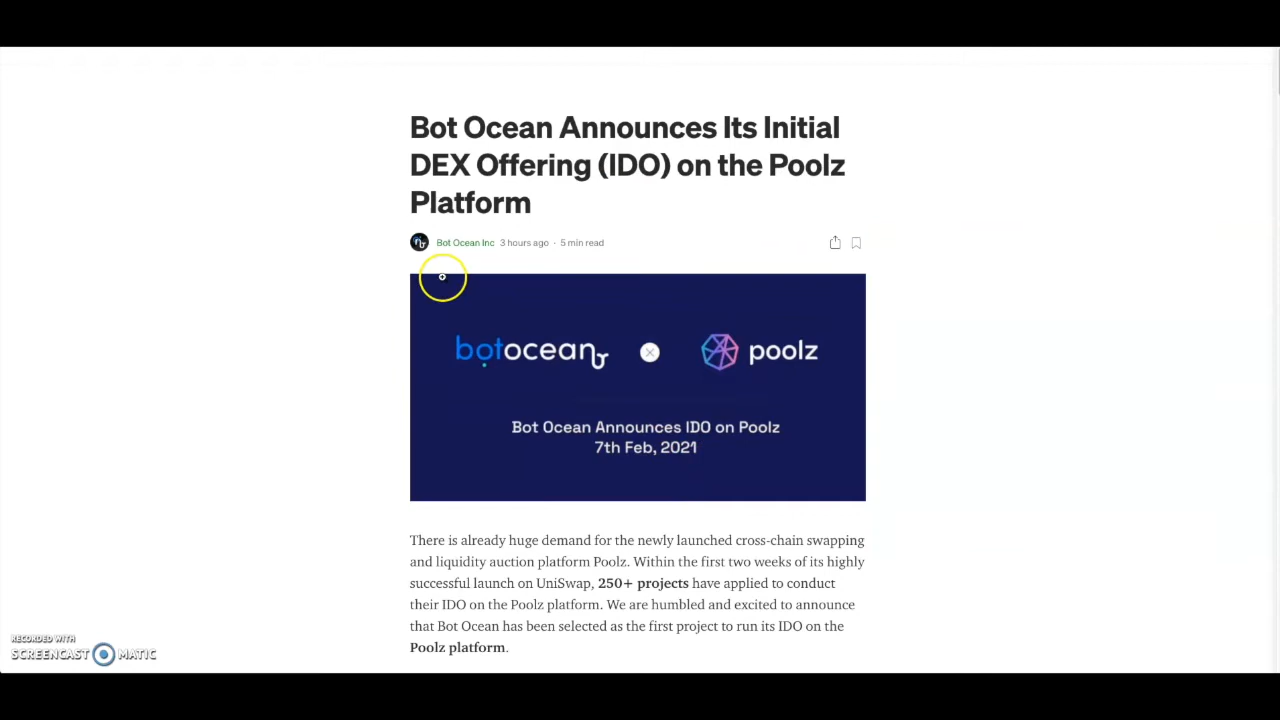 Bot Ocean Announces Its Initial
DEX Offering (IDO) on the Poolz
Platform
Bot Ocean Inc 3 hours ago · 5 min read
botocean poolz
Bot Ocean Announces IDO on Poolz
7th Feb, 2021
There is already huge demand for the newly launched cross-chain swapping
and liquidity auction platform Poolz. Within the first two weeks of its highly
successful launch on UniSwap, 250+ projects have applied to conduct
their IDO on the Poolz platform. We are humbled and excited to announce
that Bot Ocean has been selected as the first project to run its IDO on the
Poolz platform.
RECORDED WITH
SCREENCAST MATIC